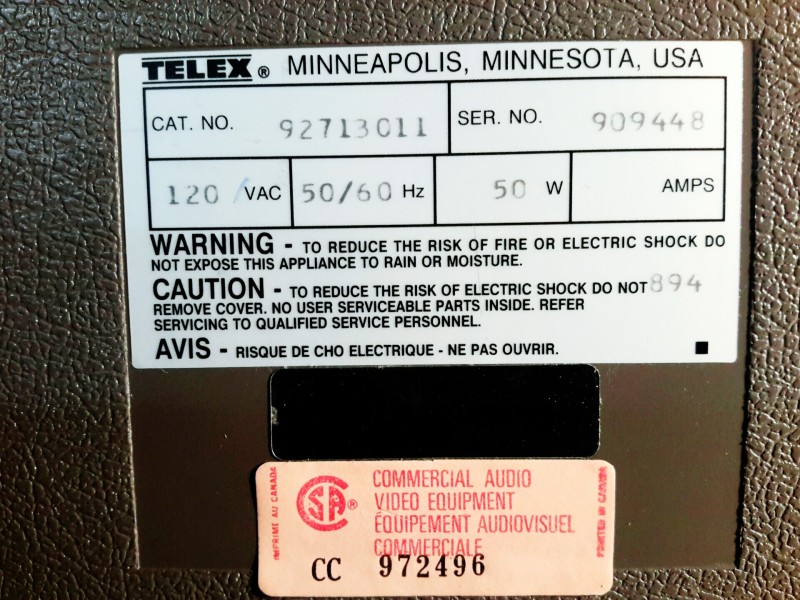 TELEX® MINNEAPOLIS, MINNESOTA, USA
CAT. NO. 92713011 SER. NO. 909448
120 VAC 50/60 Hz 50 W AMPS
WARNING - TO REDUCE THE RISK OF FIRE OR ELECTRIC SHOCK DO
NOT EXPOSE THIS APPLIANCE TO RAIN OR MOISTURE.
CAUTION - TO REDUCE THE RISK OF ELECTRIC SHOCK DO NOT 894
REMOVE COVER. NO USER SERVICEABLE PARTS INSIDE. REFER
SERVICING TO QUALIFIED SERVICE PERSONNEL.
AVIS - RISQUE DE CHO ELECTRIQUE - NE PAS OUVRIR.
IMPRIME AU CANADA
CSA®
COMMERCIAL AUDIO
VIDEO EQUIPMENT
ÉQUIPEMENT AUDIOVISUEL
COMMERCIALE
CC 972496
PRINTED IN CANADA